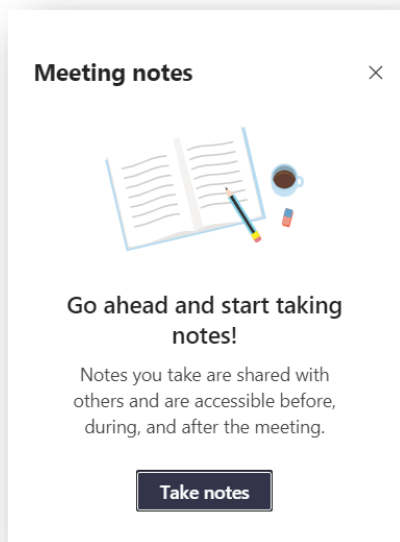 Meeting notes
Go ahead and start taking
notes!
Notes you take are shared with
others and are accessible before,
during, and after the meeting.
Take notes